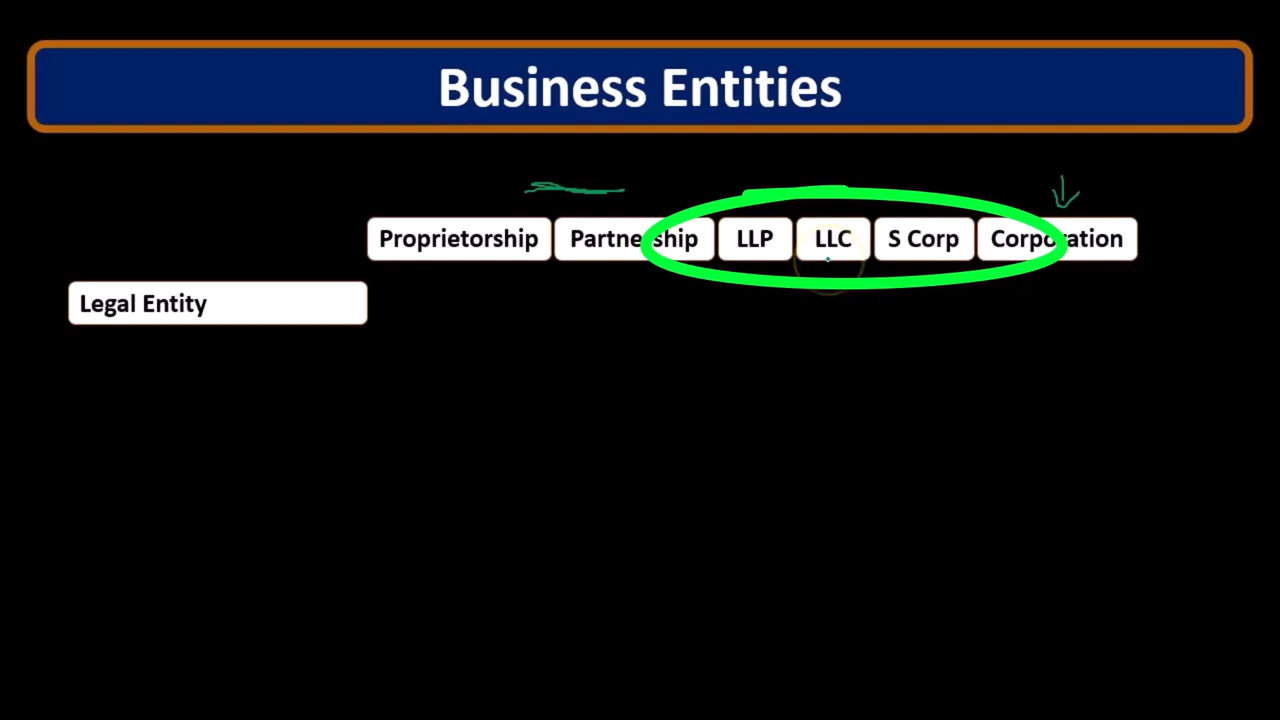 Business Entities
Proprietorship Partnership LLP LLC S Corp Corporation
Legal Entity